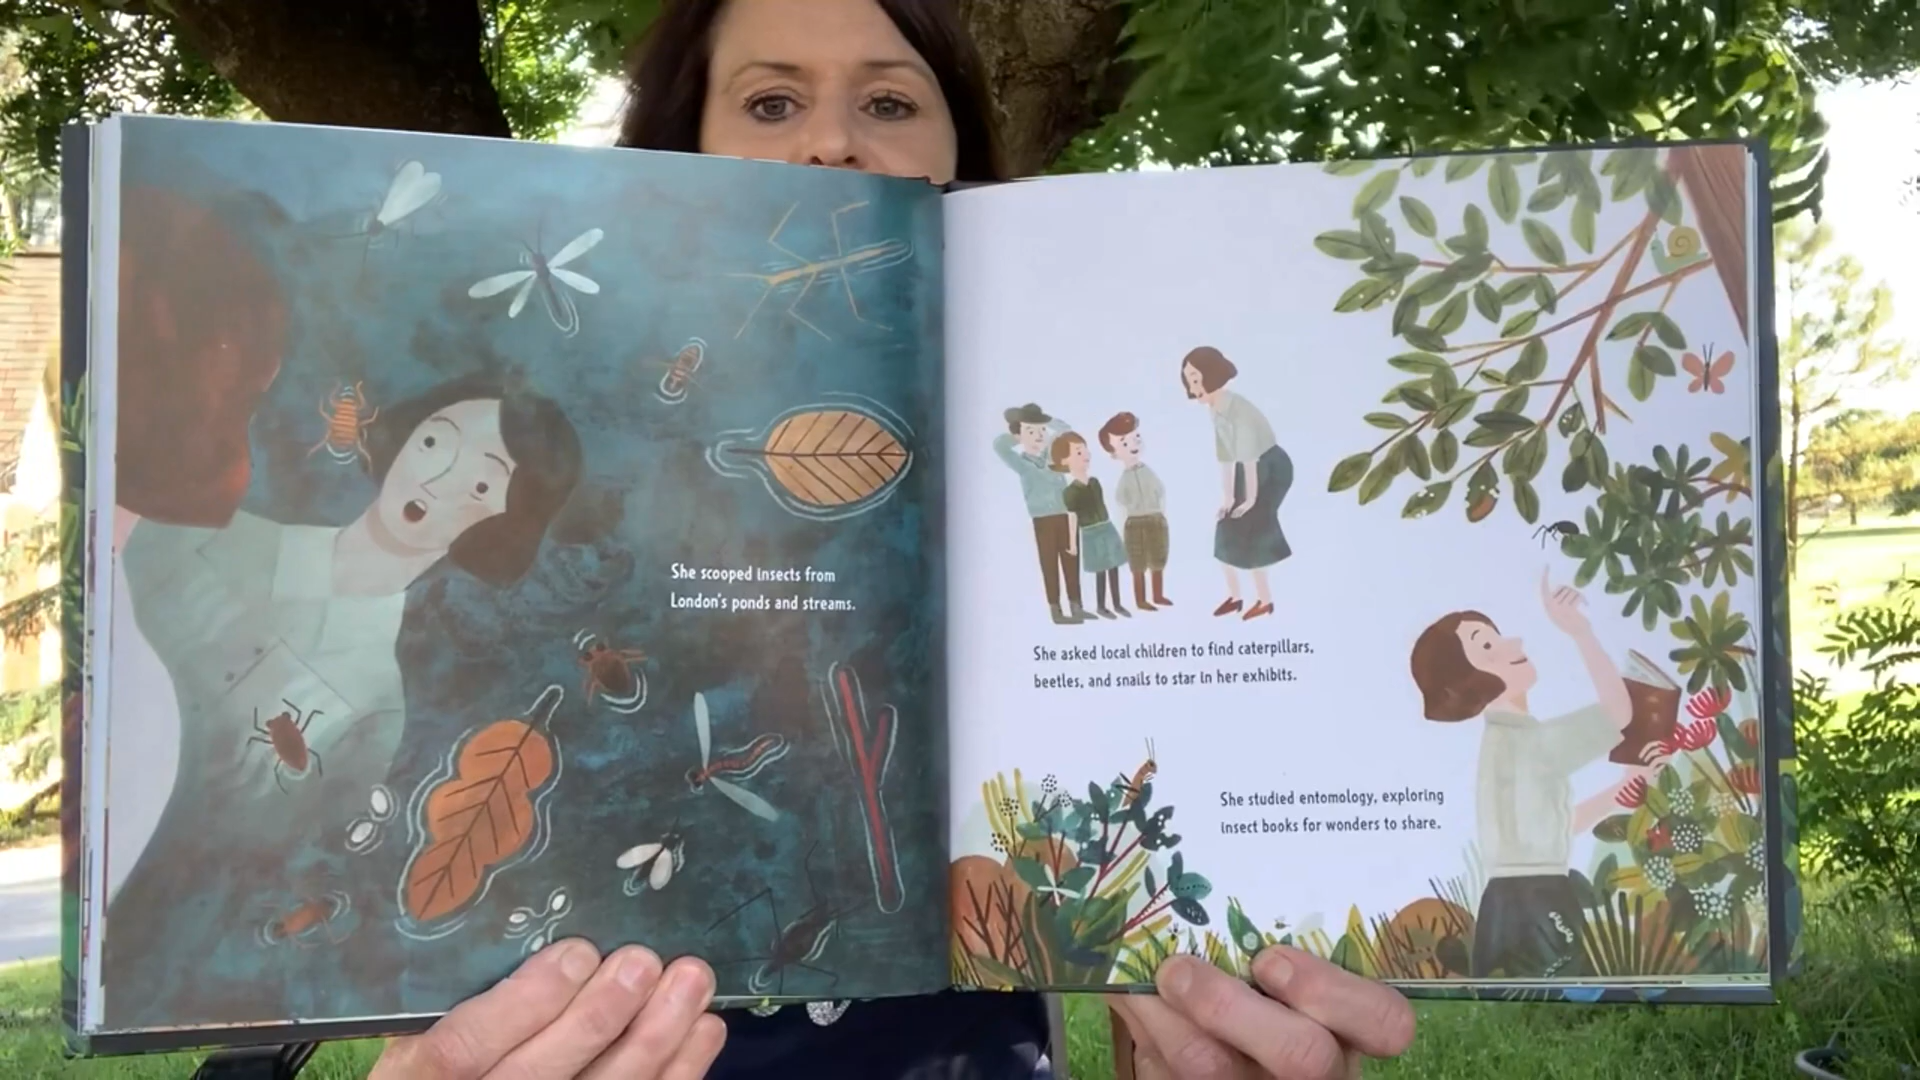 She scooped insects from
London's ponds and streams.
She asked local children to find caterpillars,
beetles, and snails to star in her exhibits.
She studied entomology, exploring
insect books for wonders to share.